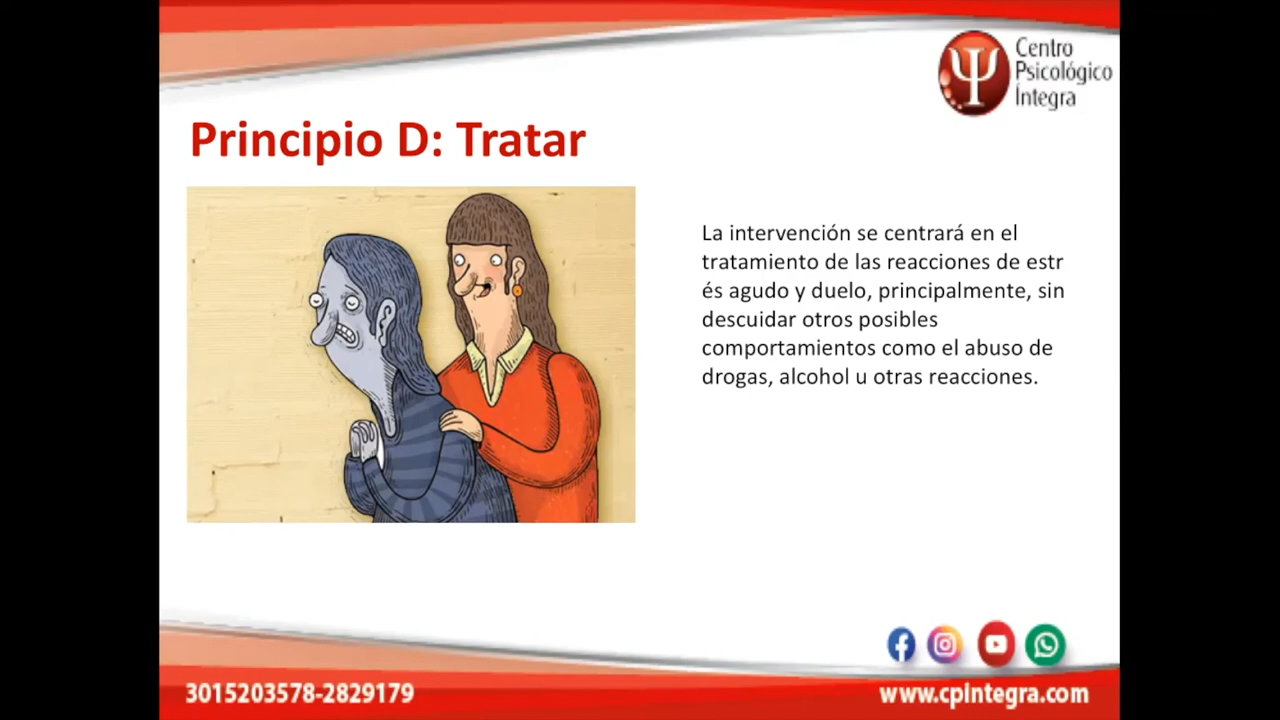 Centro
Psicológico
Íntegra
Principio D: Tratar
La intervención se centrará en el
tratamiento de las reacciones de estr
és agudo y duelo, principalmente, sin
descuidar otros posibles
comportamientos como el abuso de
drogas, alcohol u otras reacciones.
3015203578-2829179
www.cpintegra.com